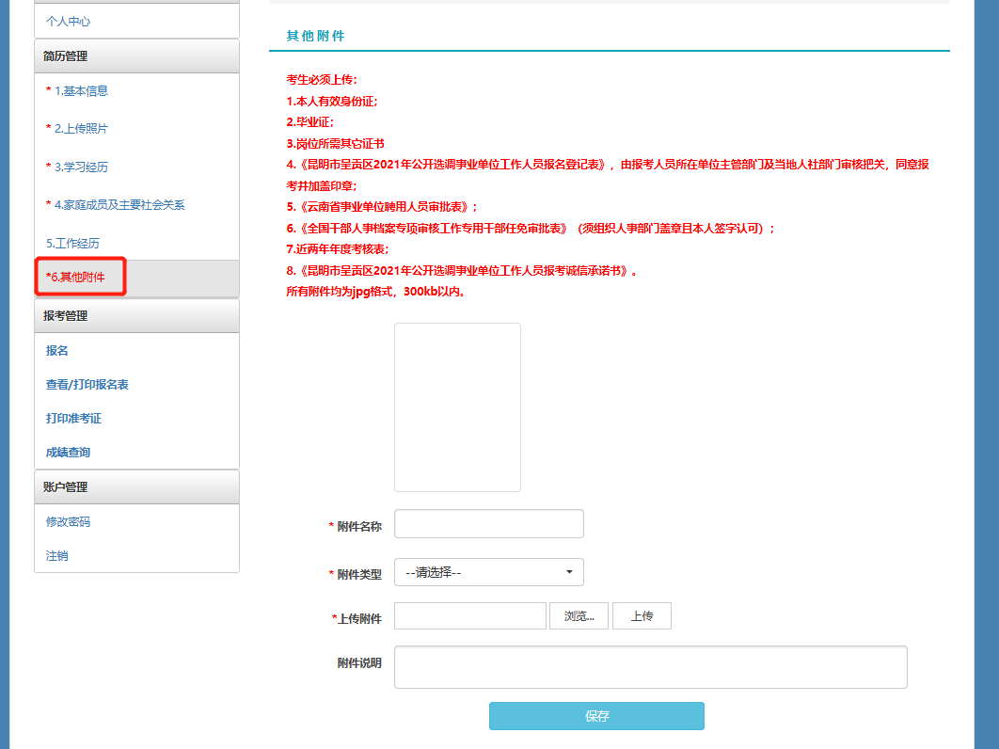 个人中心
简历管理
* 1.基本信息
* 2.上传照片
* 3.学习经历
* 4.家庭成员及主要社会关系
5.工作经历
*6.其他附件
报考管理
报名
查看/打印报名表
打印准考证
成绩查询
账户管理
修改密码
注销
其他附件
考生必须上传：
1.本人有效身份证；
2.毕业证；
3.岗位所需其它证书
4.《昆明市呈贡区2021年公开选调事业单位工作人员报名登记表》，由报考人员所在单位主管部门及当地人社部门审核把关，同意报
考并加盖印章；
5.《云南省事业单位聘用人员审批表》；
6.《全国干部人事档案专项审核工作专用干部任免审批表》（须组织人事部门盖章且本人签字认可）；
7.近两年年度考核表；
8.《昆明市呈贡区2021年公开选调事业单位工作人员报考诚信承诺书》。
所有附件均为jpg格式，300kb以内。
* 附件名称
* 附件类型 --请选择--
*上传附件 浏览... 上传
附件说明
保存